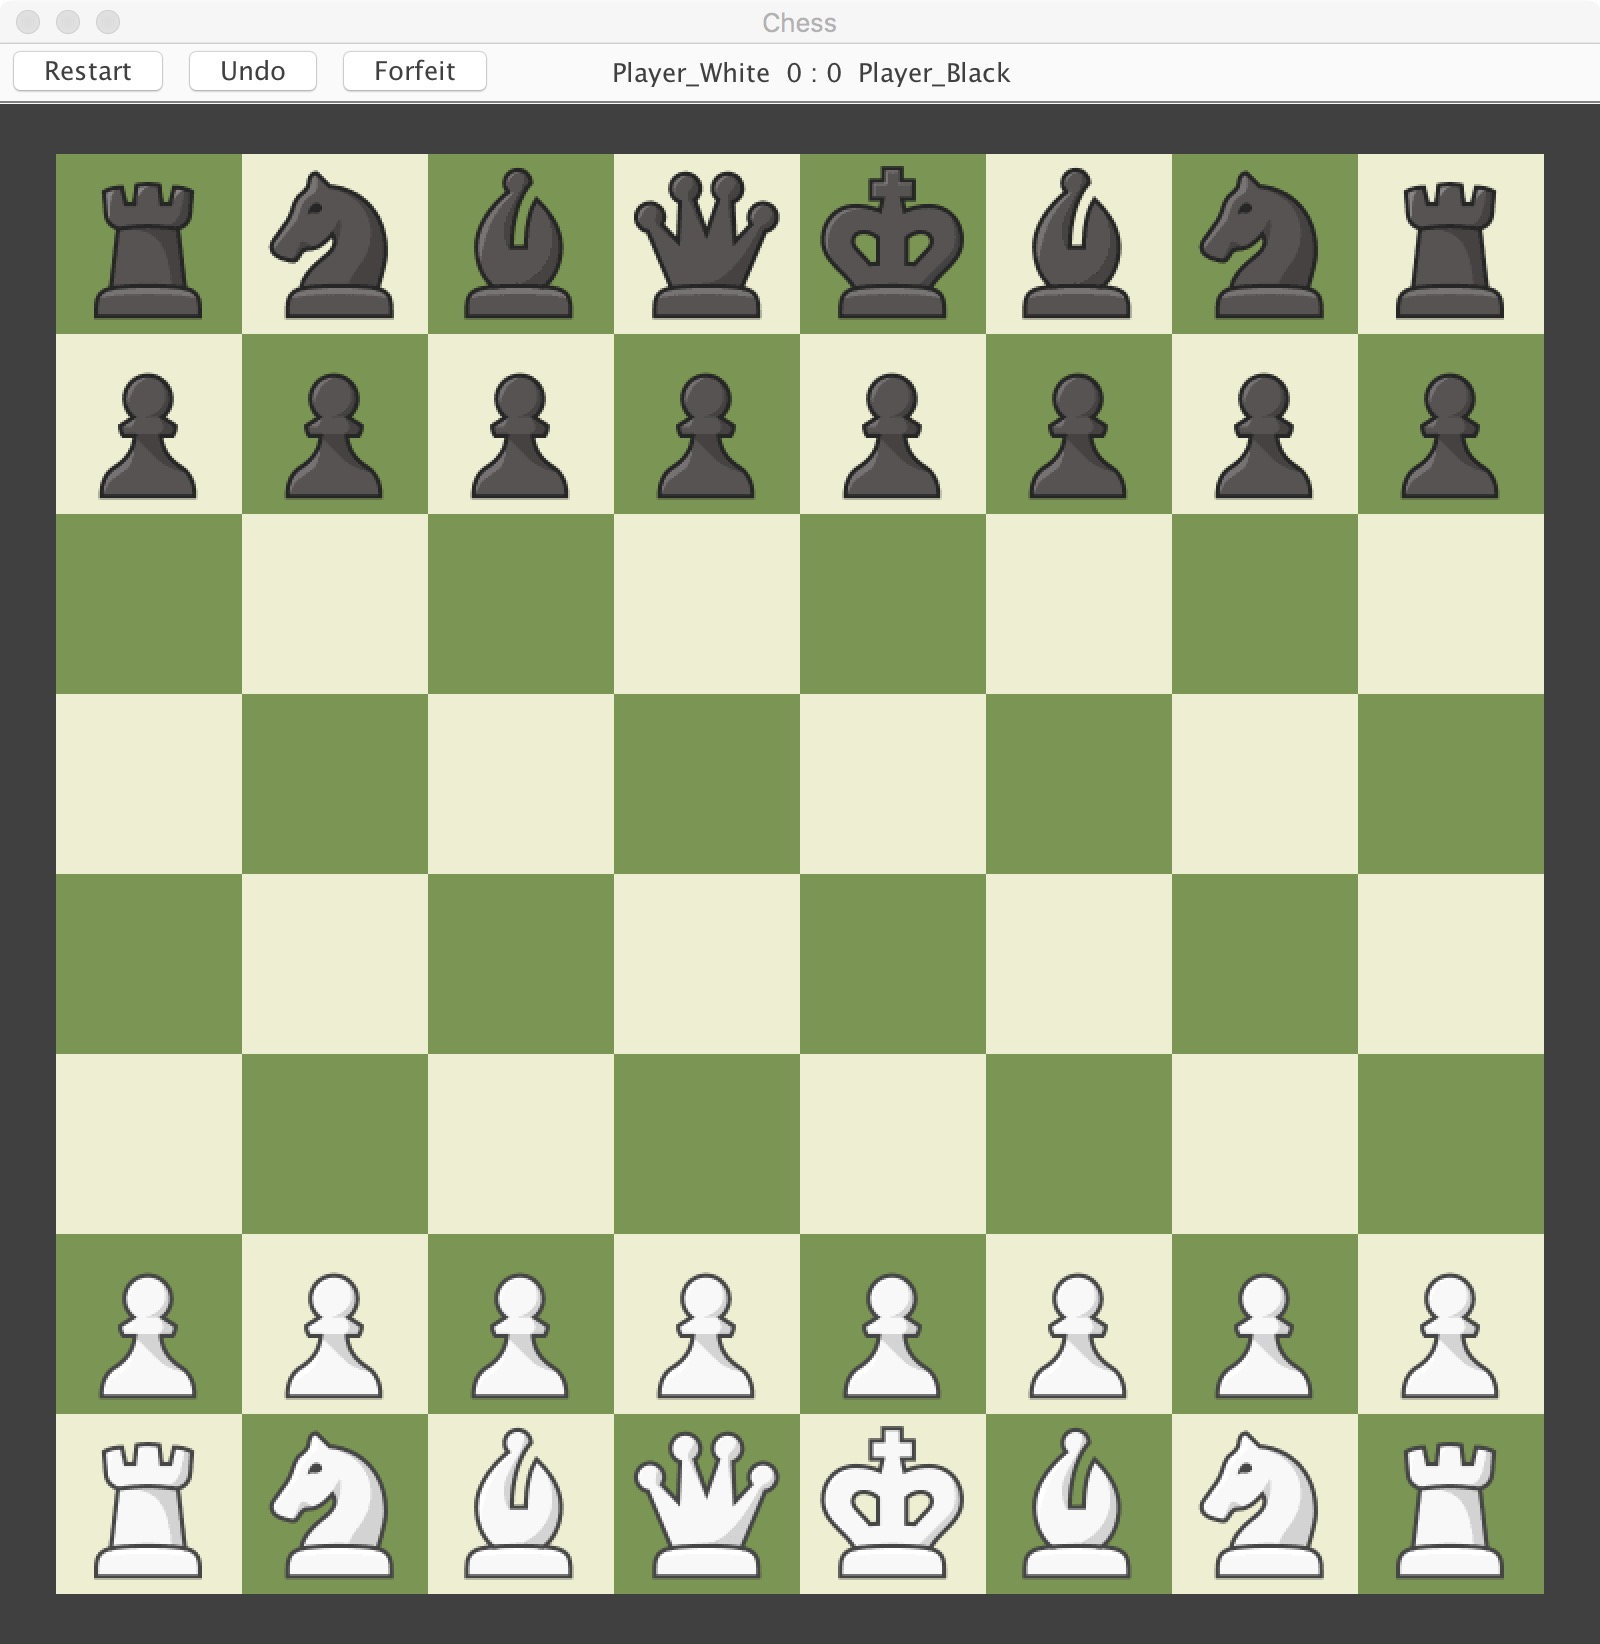 Chess
Restart Undo Forfeit Player_White 0 : 0 Player_Black